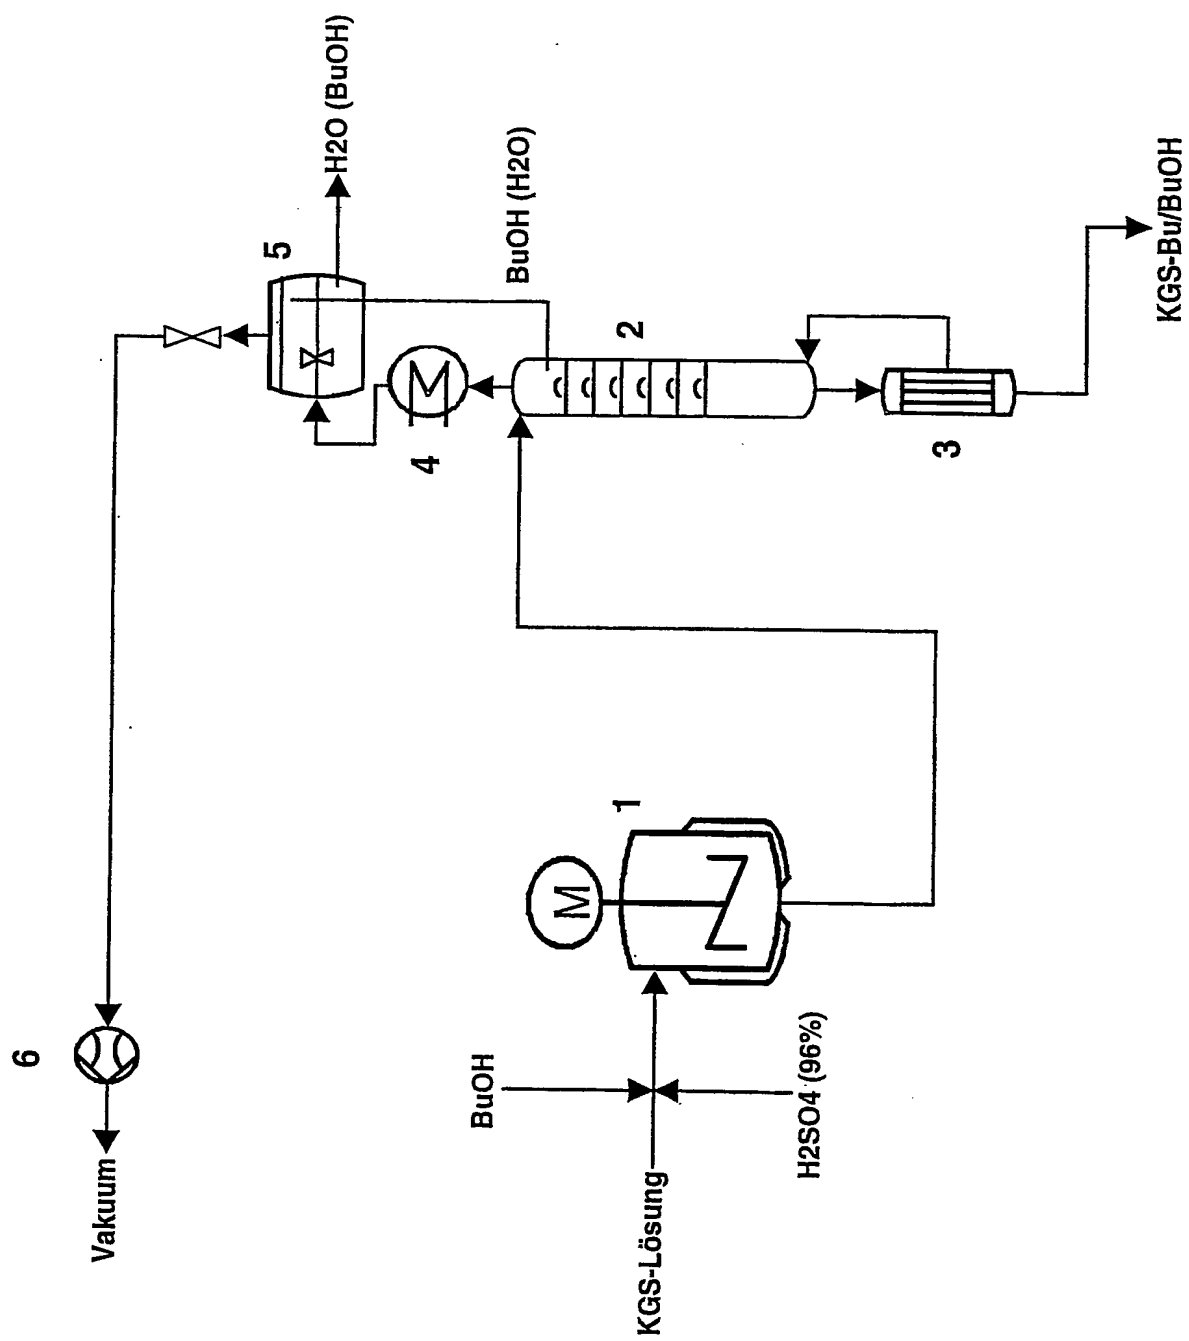 6
Vakuum
5
H2O (BuOH)
4
BuOH (H2O)
2
3
KGS-Bu/BuOH
1
M
BuOH
KGS-Lösung
H2SO4 (96%)